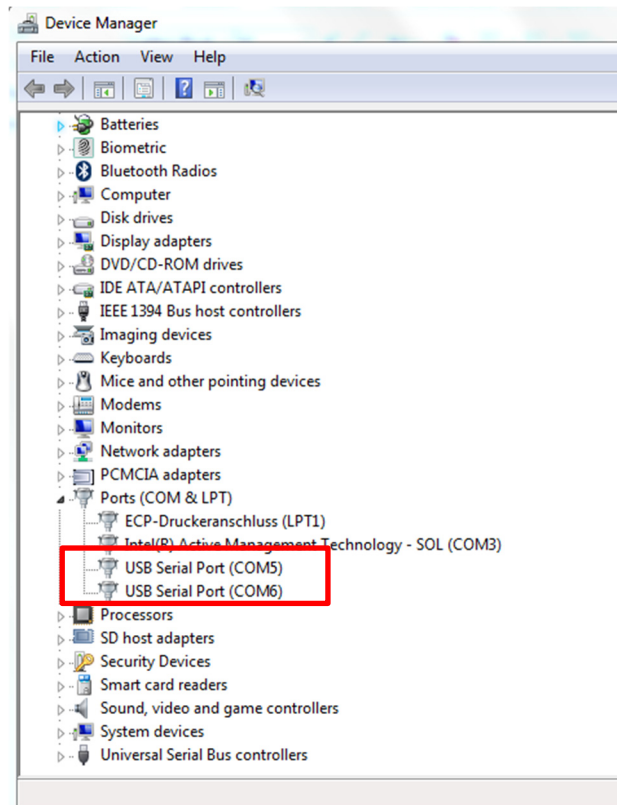 Device Manager
File Action View Help
Batteries
Biometric
Bluetooth Radios
Computer
Disk drives
Display adapters
DVD/CD-ROM drives
IDE ATA/ATAPI controllers
IEEE 1394 Bus host controllers
Imaging devices
Keyboards
Mice and other pointing devices
Modems
Monitors
Network adapters
PCMCIA adapters
Ports (COM & LPT)
ECP-Druckeranschluss (LPT1)
Intel(R) Active Management Technology - SOL (COM3)
USB Serial Port (COM5)
USB Serial Port (COM6)
Processors
SD host adapters
Security Devices
Smart card readers
Sound, video and game controllers
System devices
Universal Serial Bus controllers